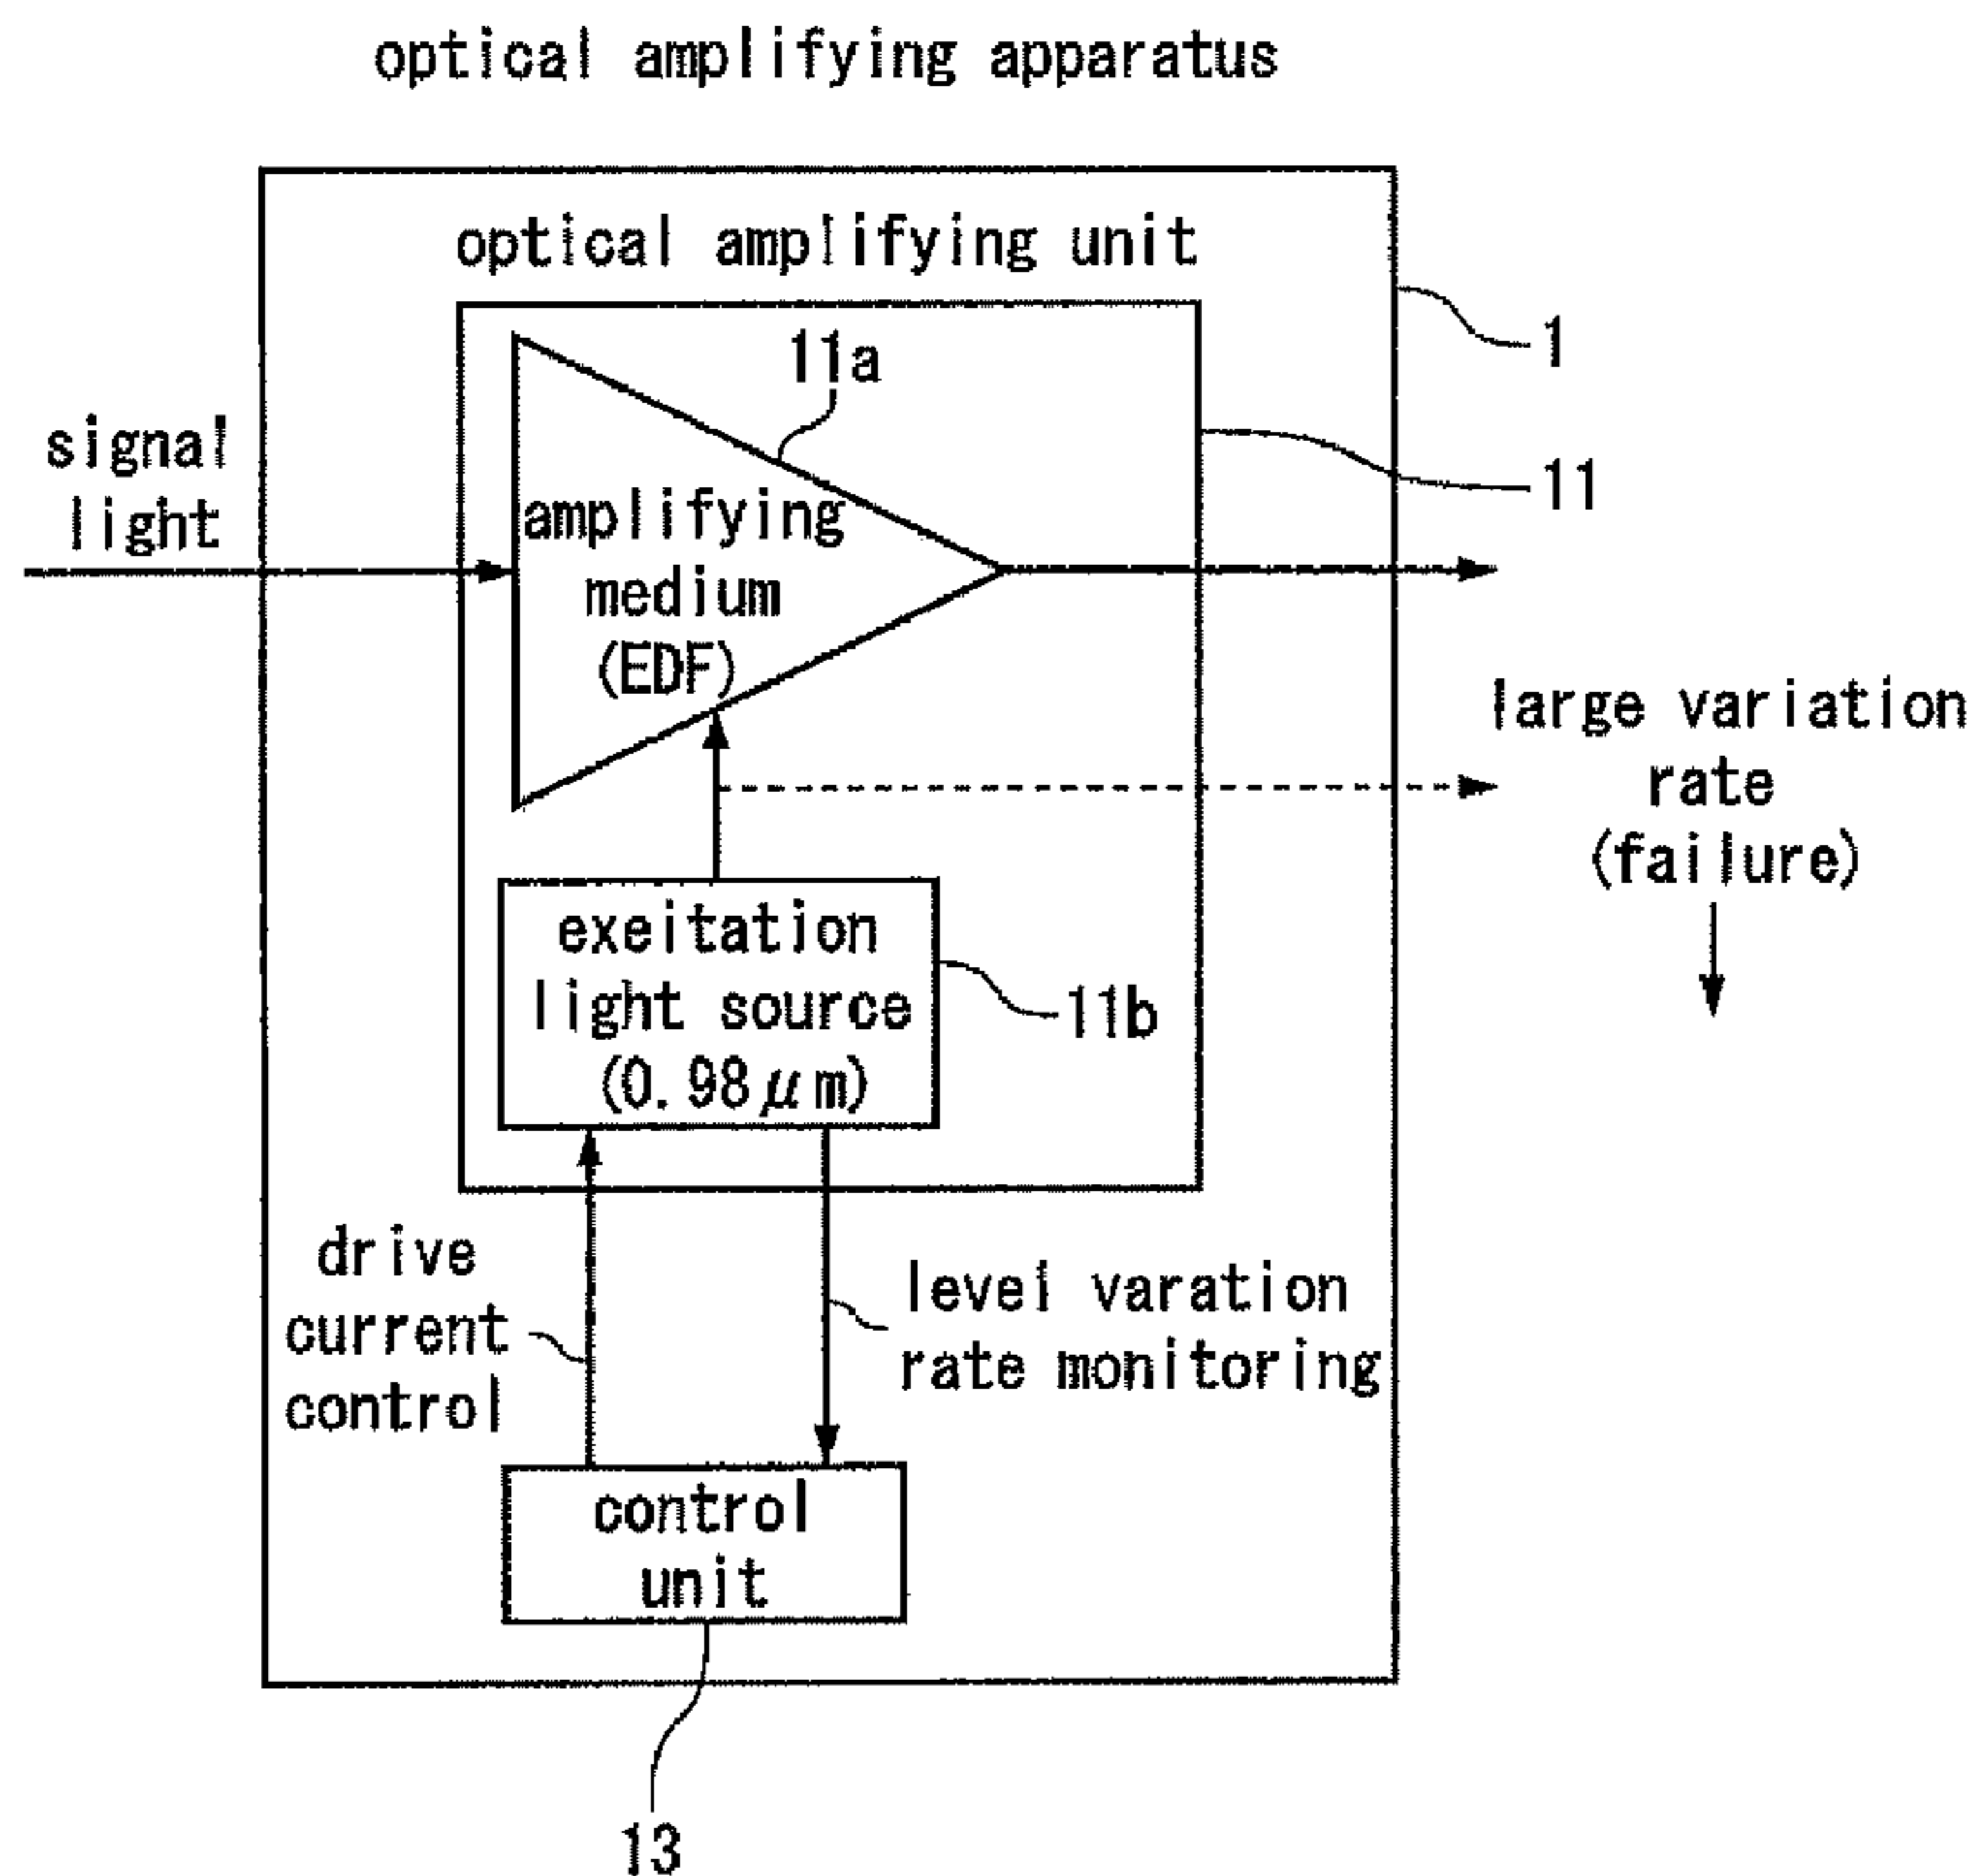 optical amplifying apparatus
optical amplifying unit
1
11a
signal
light
11
amplifying
medium
(EDF)
large variation
rate
(failure)
exeitation
light source
(0.98μm)
11b
drive
current
control
level varation
rate monitoring
control
unit
13